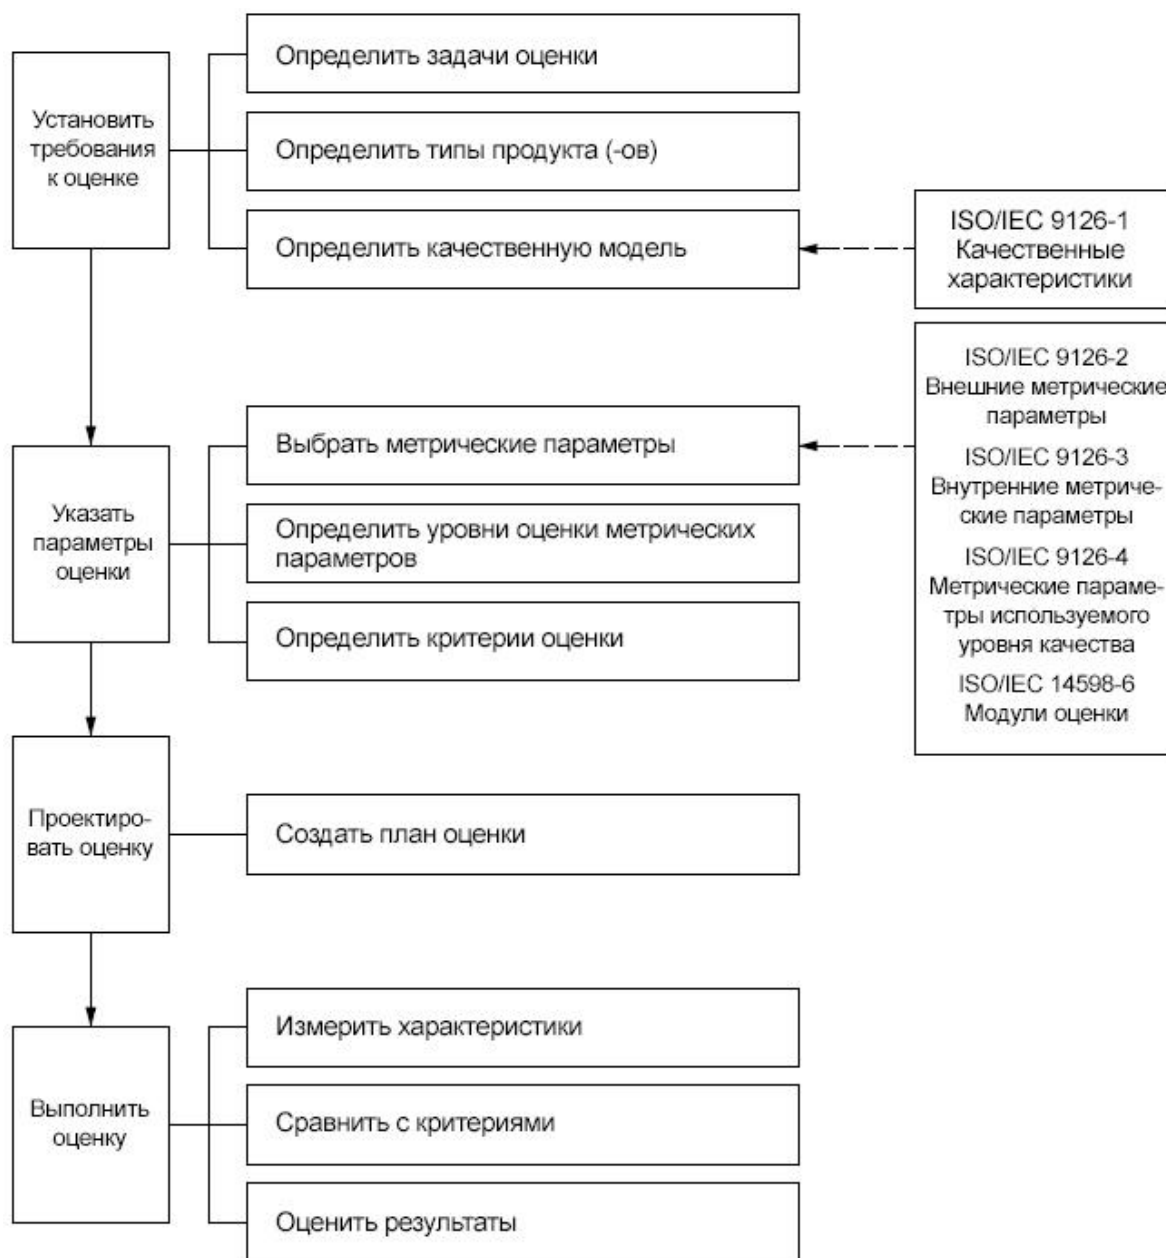 Установить
требования
к оценке
Определить задачи оценки
Определить типы продукта (-ов)
Определить качественную модель
ISO/IEC 9126-1
Качественные
характеристики
Указать
параметры
оценки
Выбрать метрические параметры
Определить уровни оценки метрических
параметров
Определить критерии оценки
ISO/IEC 9126-2
Внешние метрические
параметры
ISO/IEC 9126-3
Внутренние метриче-
ские параметры
ISO/IEC 9126-4
Метрические параме-
тры используемого
уровня качества
ISO/IEC 14598-6
Модули оценки
Проектиро-
вать оценку
Создать план оценки
Выполнить
оценку
Измерить характеристики
Сравнить с критериями
Оценить результаты